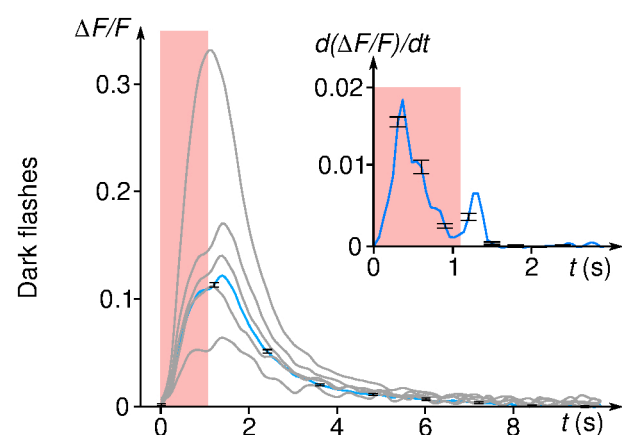 ΔF/F
d(ΔF/F)/dt
0.3
0.02
0.2
0.01
Dark flashes
0
0 1 2 t (s)
0.1
0
0 2 4 6 8 t (s)